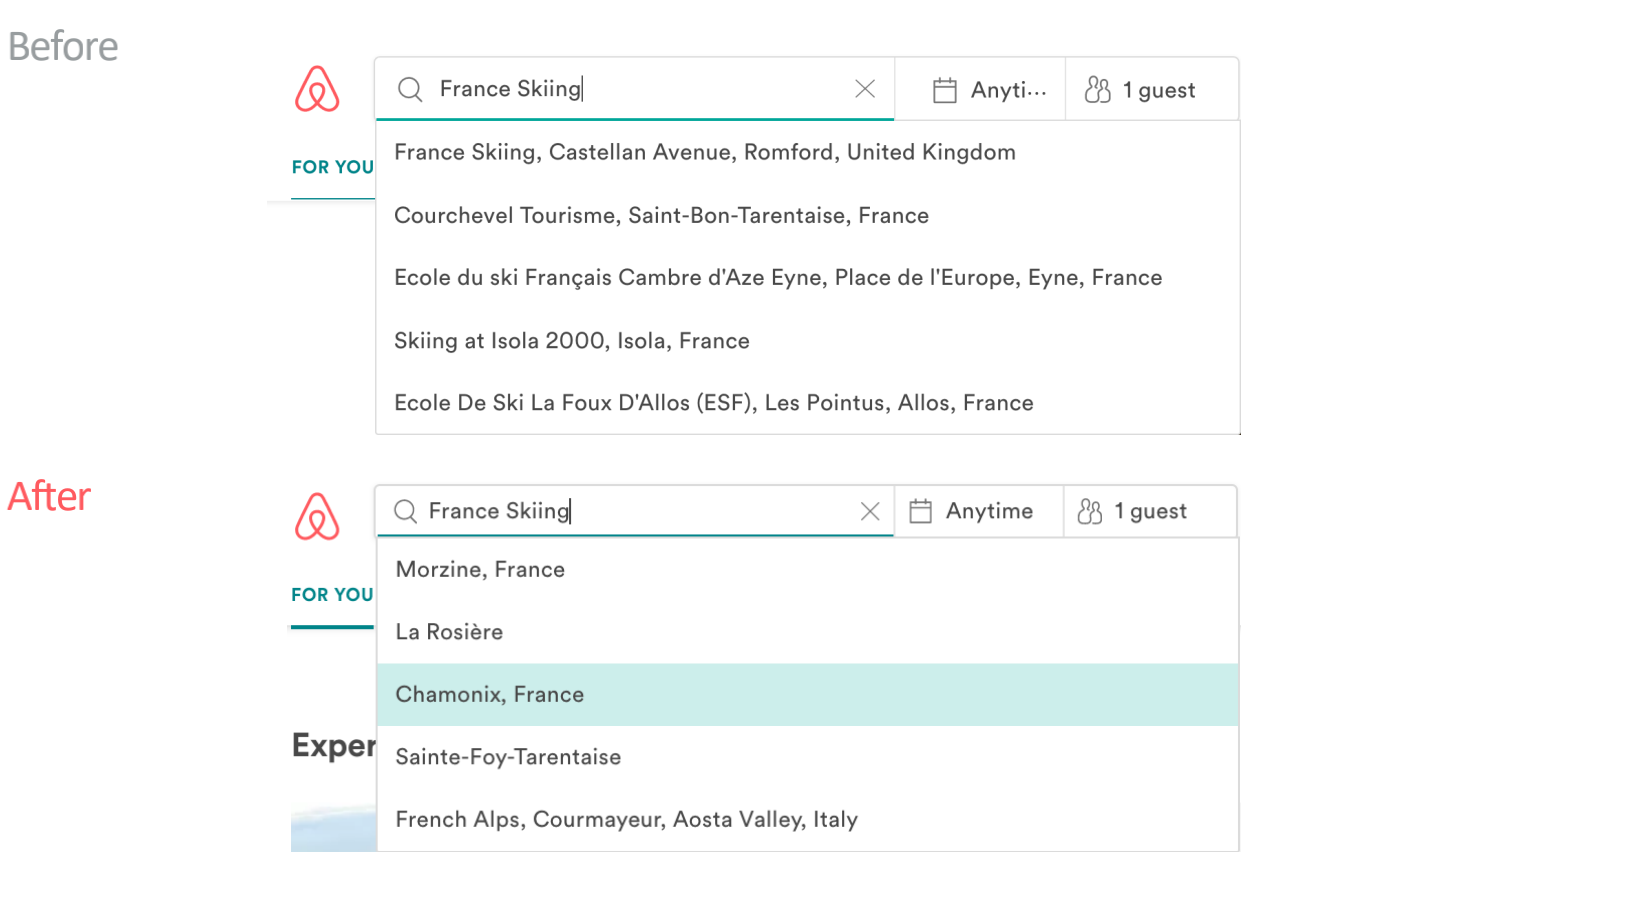 Before
France Skiing
Anyti...
1 guest
FOR YOU
France Skiing, Castellan Avenue, Romford, United Kingdom
Courchevel Tourisme, Saint-Bon-Tarentaise, France
Ecole du ski Français Cambre d'Aze Eyne, Place de l'Europe, Eyne, France
Skiing at Isola 2000, Isola, France
Ecole De Ski La Foux D'Allos (ESF), Les Pointus, Allos, France
After
France Skiing
Anytime
1 guest
FOR YOU
Morzine, France
La Rosière
Chamonix, France
Exper
Sainte-Foy-Tarentaise
French Alps, Courmayeur, Aosta Valley, Italy